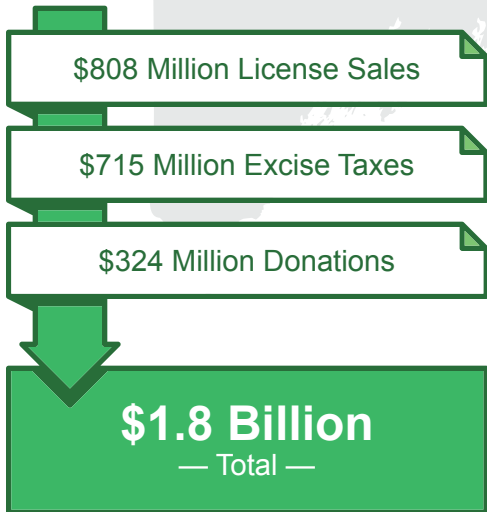 $808 Million License Sales
$715 Million Excise Taxes
$324 Million Donations
$1.8 Billion
— Total —